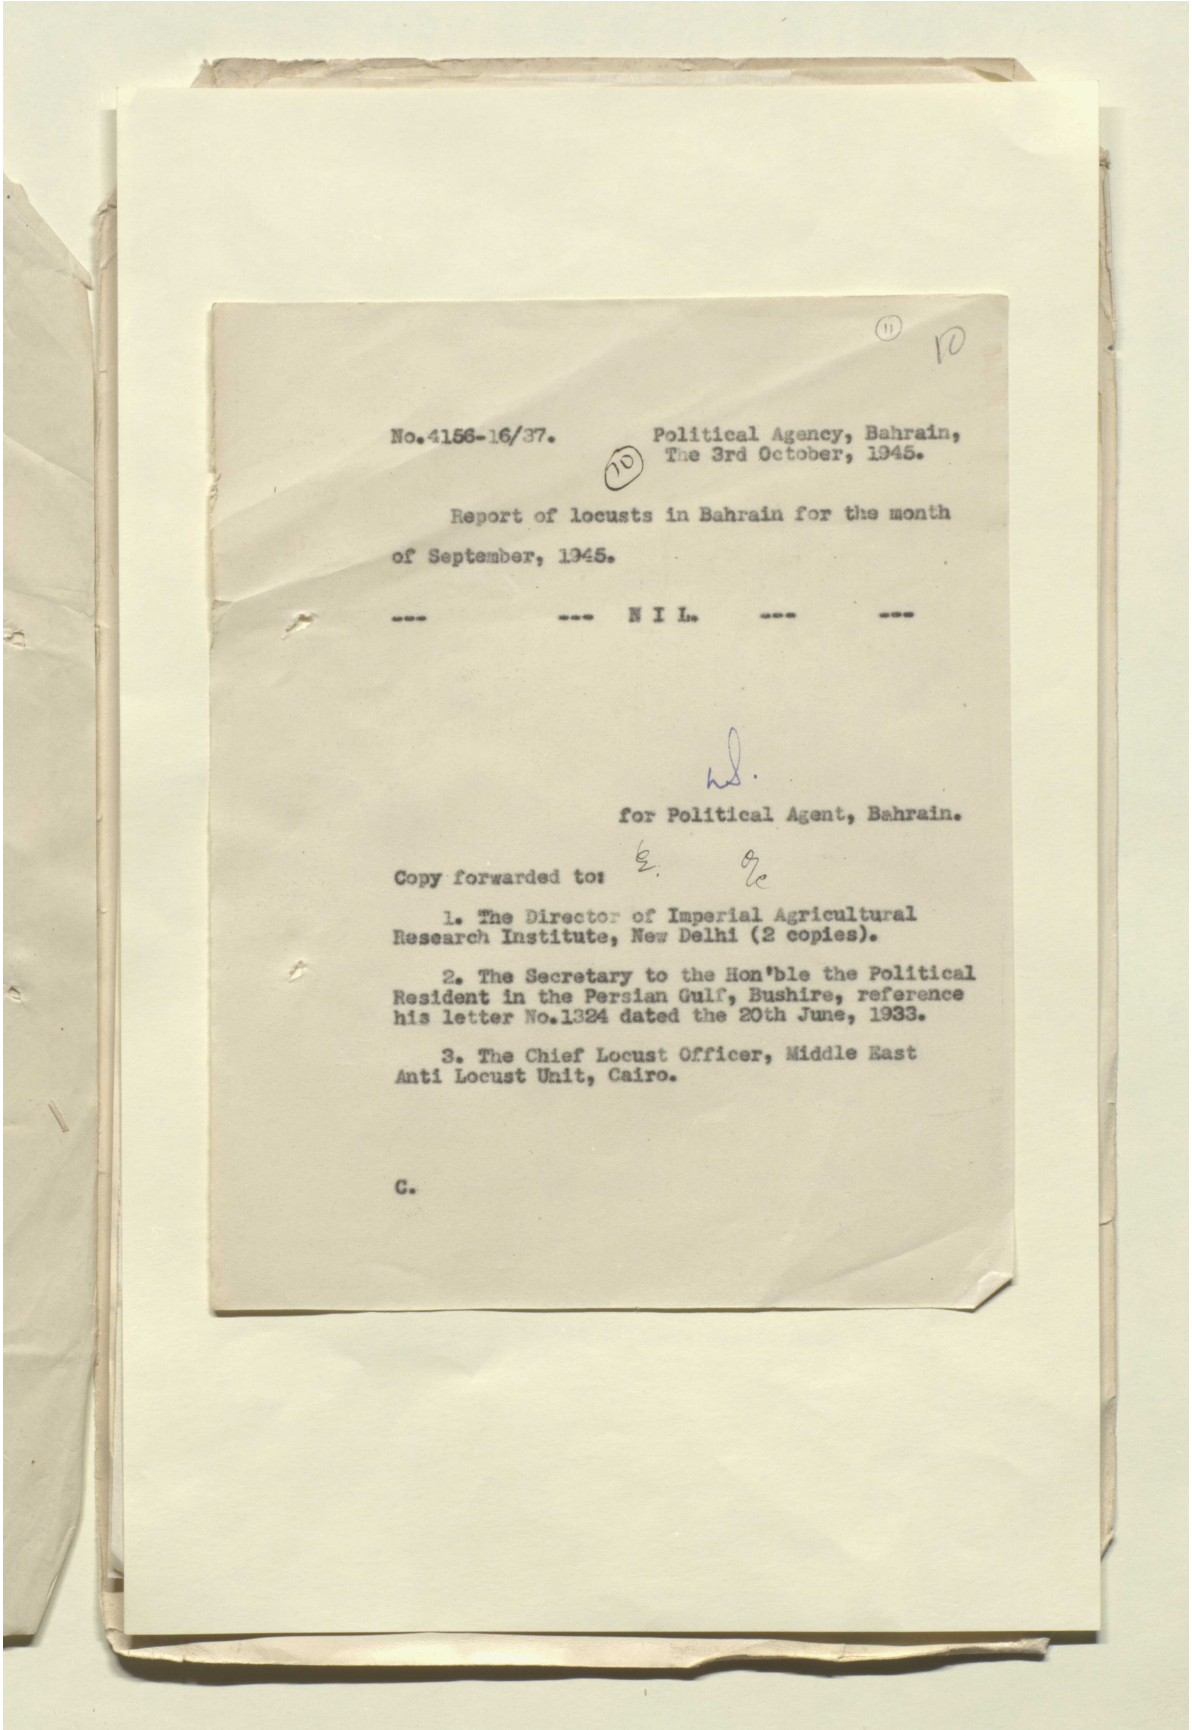 11
10
No.4156-16/37. Political Agency, Bahrain,
10 The 3rd October, 1945.
Report of locusts in Bahrain for the month
of September, 1945.
--- --- N I L. --- ---
for Political Agent, Bahrain.
Copy forwarded to:
1. The Director of Imperial Agricultural
Research Institute, New Delhi (2 copies).
2. The Secretary to the Hon'ble the Political
Resident in the Persian Gulf, Bushire, reference
his letter No.1324 dated the 20th June, 1933.
3. The Chief Locust Officer, Middle East
Anti Locust Unit, Cairo.
C.